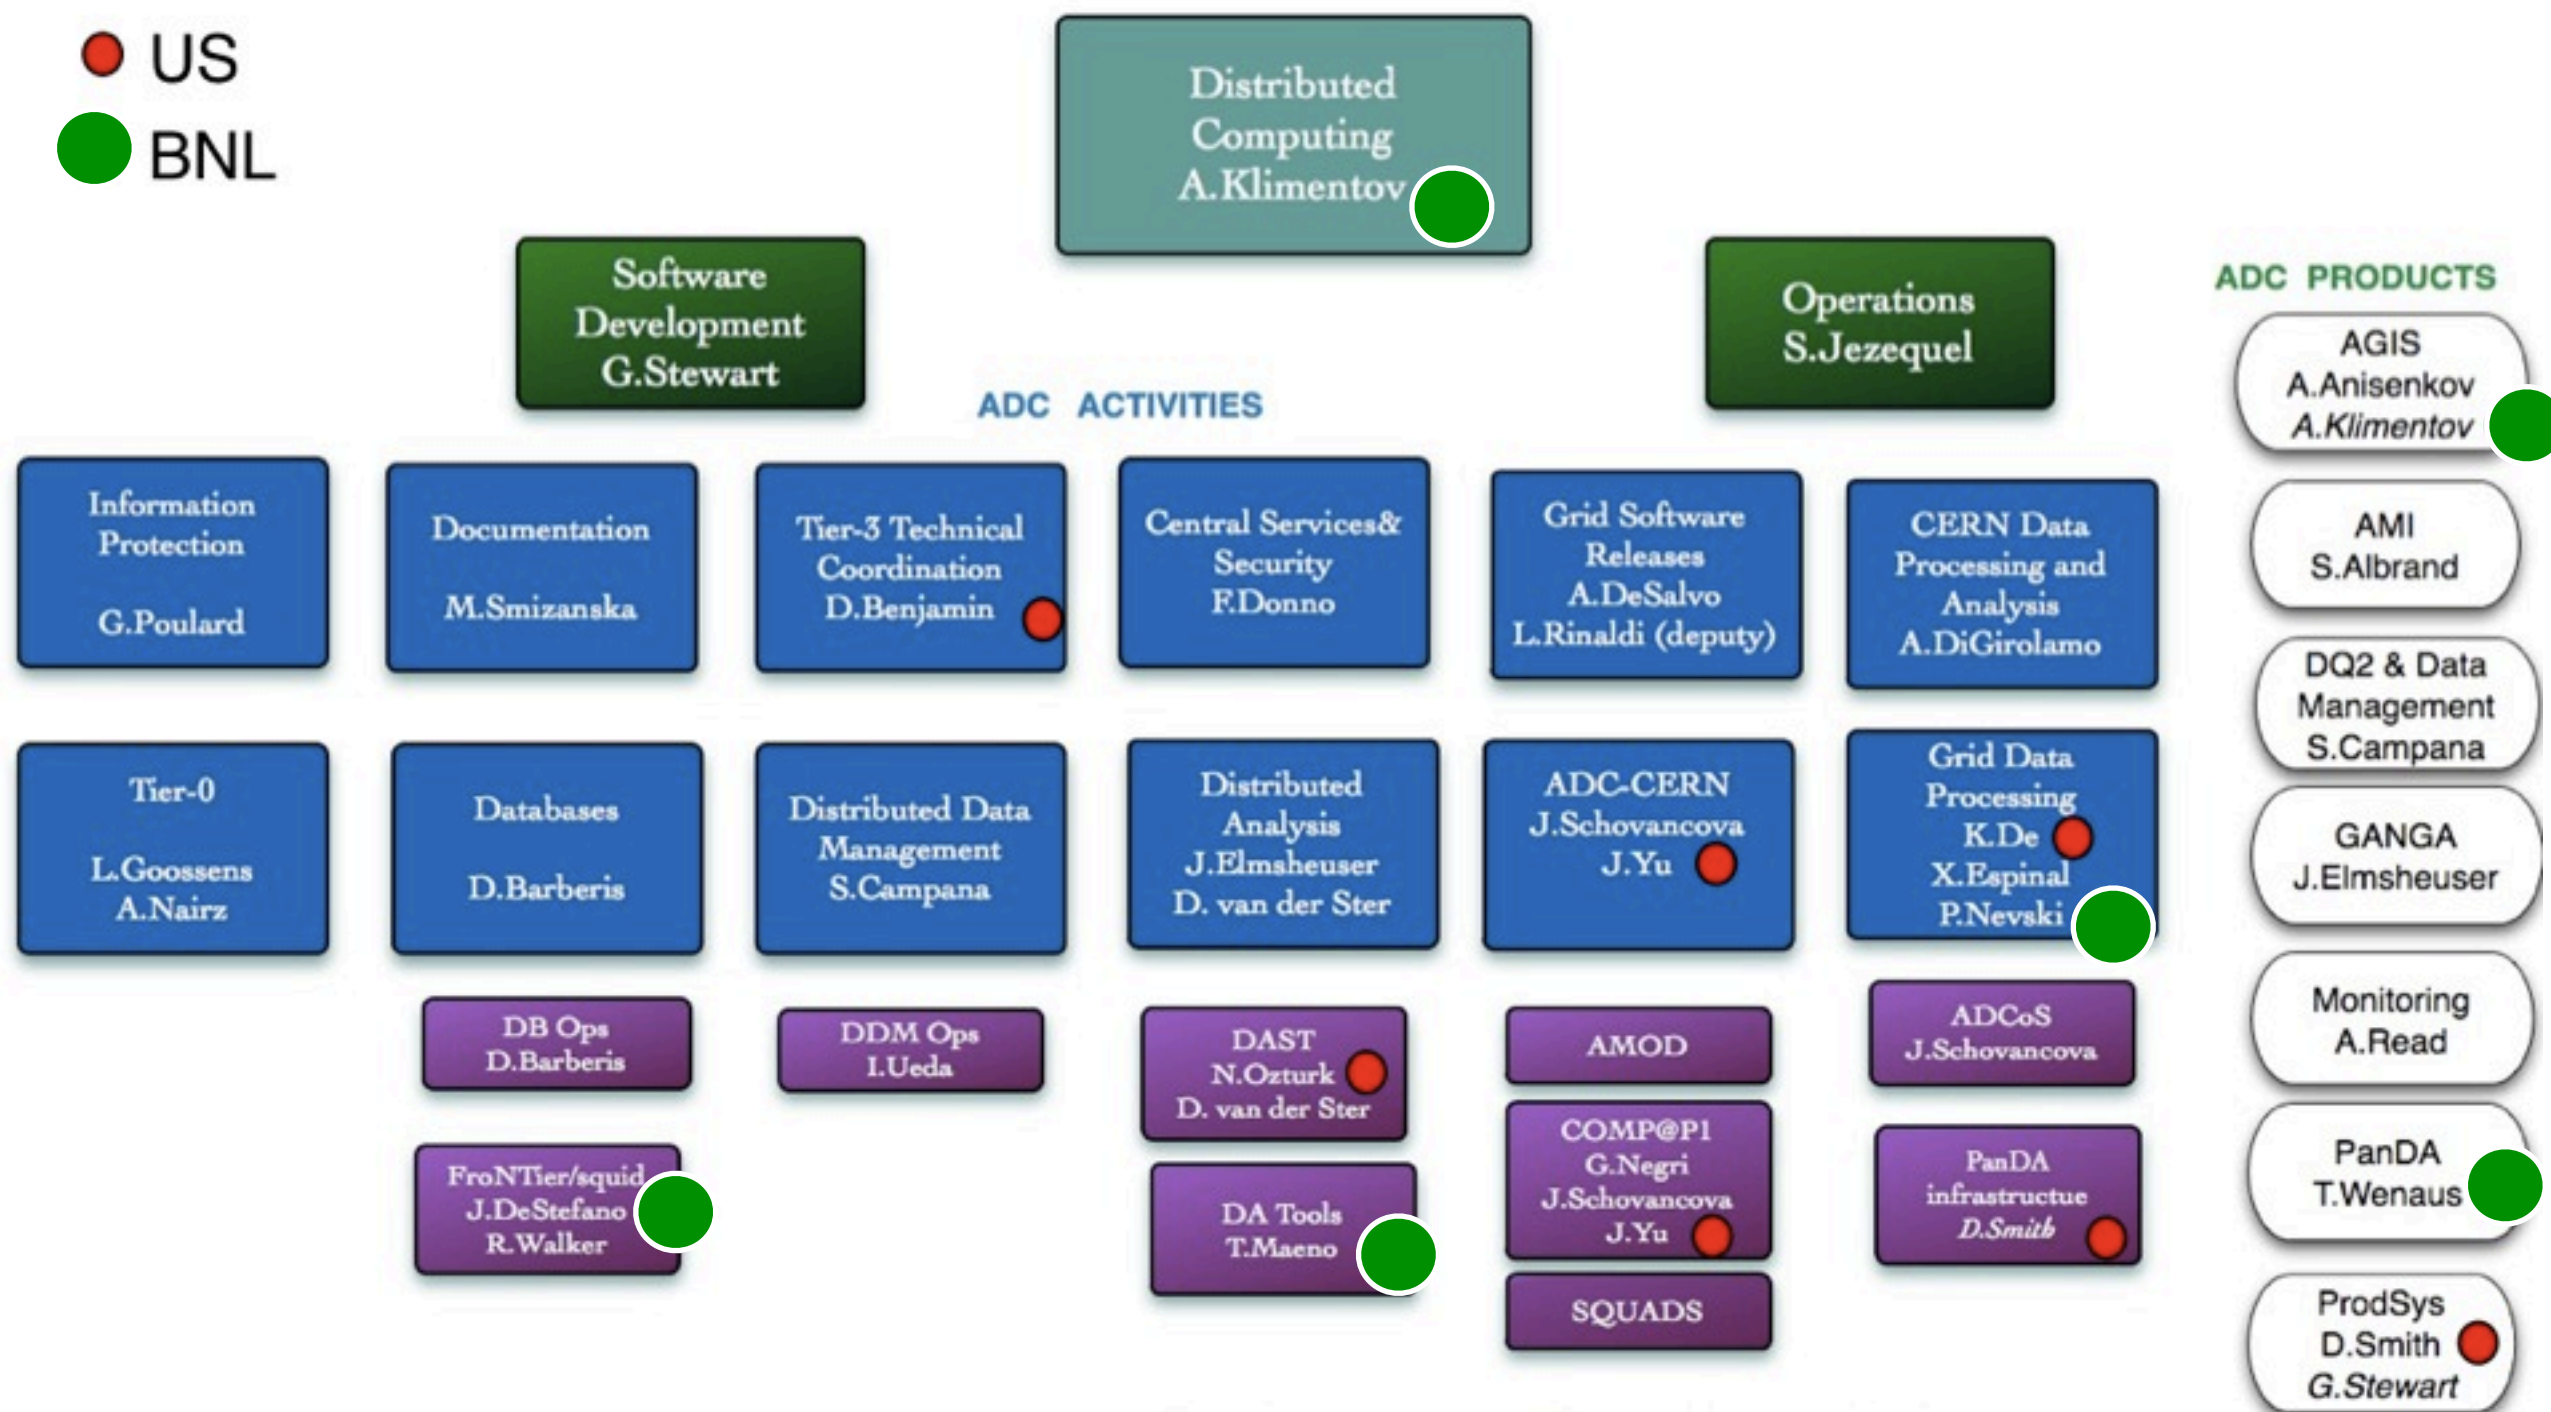 US
BNL
Distributed
Computing
A.Klimentov
Software
Development
G.Stewart
Operations
S.Jezequel
ADC ACTIVITIES
Information
Protection
G.Poulard
Documentation
M.Smizanska
Tier-3 Technical
Coordination
D.Benjamin
Central Services&
Security
F.Donno
Grid Software
Releases
A.DeSalvo
L.Rinaldi (deputy)
CERN Data
Processing and
Analysis
A.DiGirolamo
Tier-0
L.Goossens
A.Nairz
Databases
D.Barberis
Distributed Data
Management
S.Campana
Distributed
Analysis
J.Elmsheuser
D. van der Ster
ADC-CERN
J.Schovancova
J.Yu
Grid Data
Processing
K.De
X.Espinal
P.Nevski
DB Ops
D.Barberis
DDM Ops
I.Ueda
DAST
N.Ozturk
D. van der Ster
AMOD
ADCoS
J.Schovancova
FroNTier/squid
J.DeStefano
R.Walker
DA Tools
T.Maeno
COMP@P1
G.Negri
J.Schovancova
J.Yu
PanDA
infrastructue
D.Smith
SQUADS
ADC PRODUCTS
AGIS
A.Anisenkov
A.Klimentov
AMI
S.Albrand
DQ2 & Data
Management
S.Campana
GANGA
J.Elmsheuser
Monitoring
A.Read
PanDA
T.Wenaus
ProdSys
D.Smith
G.Stewart